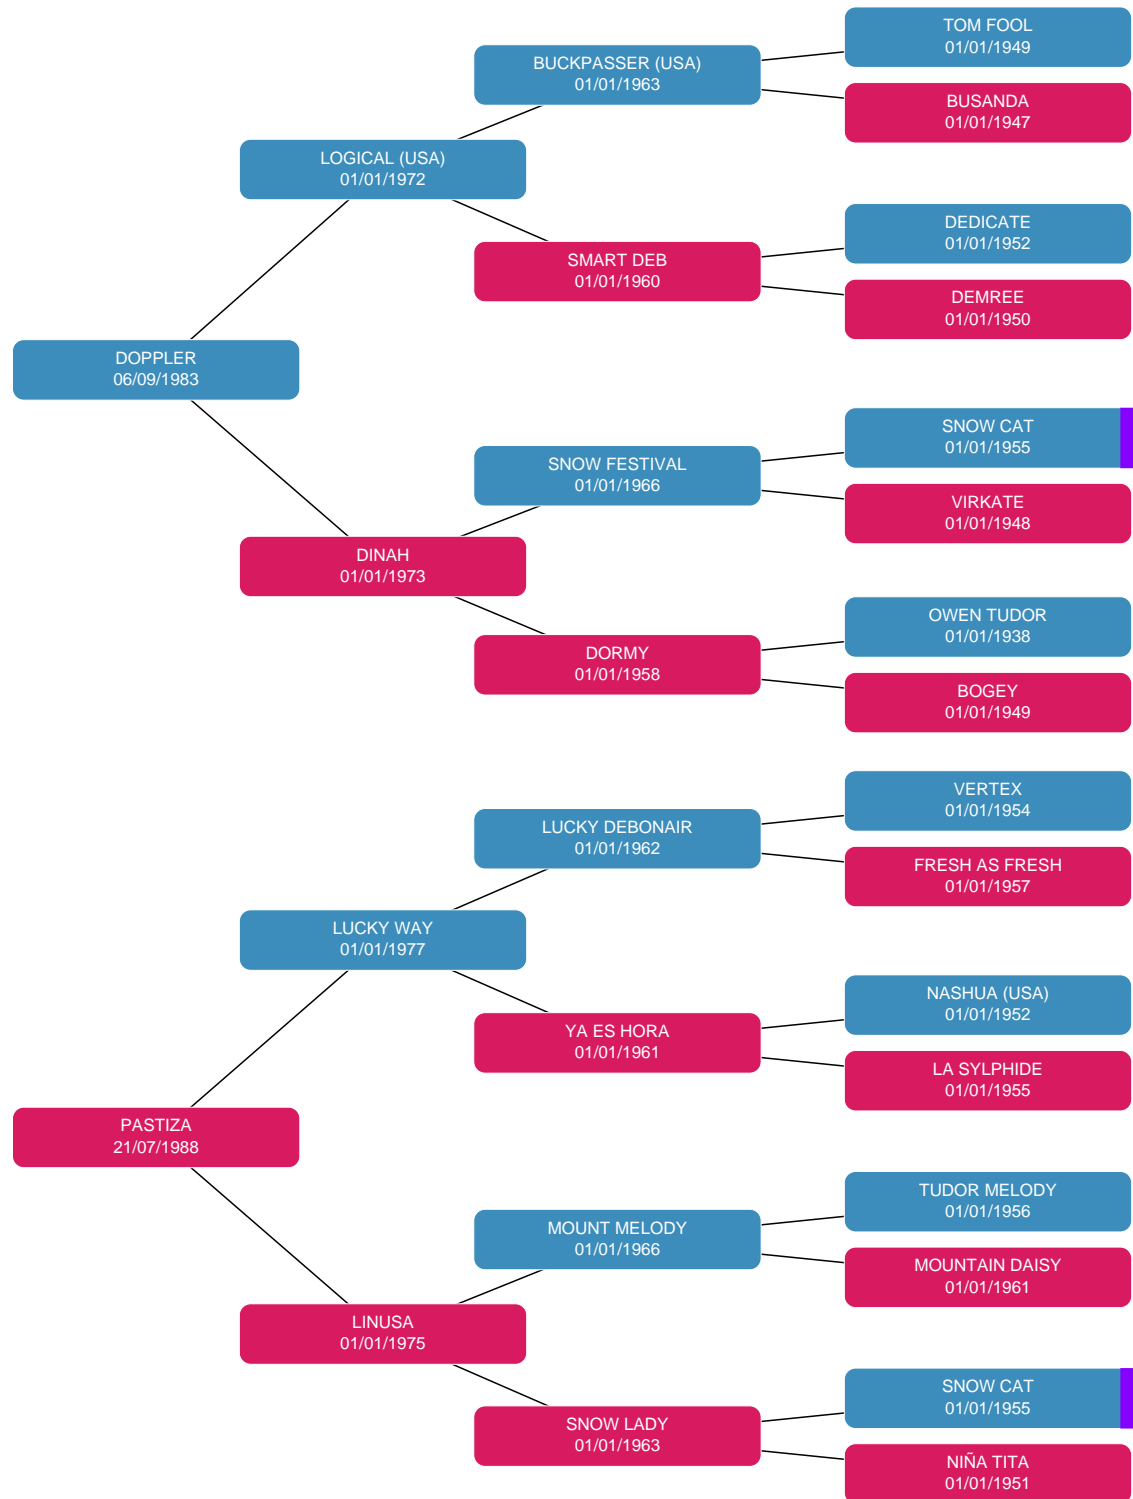 TOM FOOL
01/01/1949
BUCKPASSER (USA)
01/01/1963
BUSANDA
01/01/1947
LOGICAL (USA)
01/01/1972
DEDICATE
01/01/1952
SMART DEB
01/01/1960
DEMREE
01/01/1950
DOPPLER
06/09/1983
SNOW CAT
01/01/1955
SNOW FESTIVAL
01/01/1966
VIRKATE
01/01/1948
DINAH
01/01/1973
OWEN TUDOR
01/01/1938
DORMY
01/01/1958
BOGEY
01/01/1949
VERTEX
01/01/1954
LUCKY DEBONAIR
01/01/1962
FRESH AS FRESH
01/01/1957
LUCKY WAY
01/01/1977
NASHUA (USA)
01/01/1952
YA ES HORA
01/01/1961
LA SYLPHIDE
01/01/1955
PASTIZA
21/07/1988
TUDOR MELODY
01/01/1956
MOUNT MELODY
01/01/1966
MOUNTAIN DAISY
01/01/1961
LINUSA
01/01/1975
SNOW CAT
01/01/1955
SNOW LADY
01/01/1963
NIÑA TITA
01/01/1951